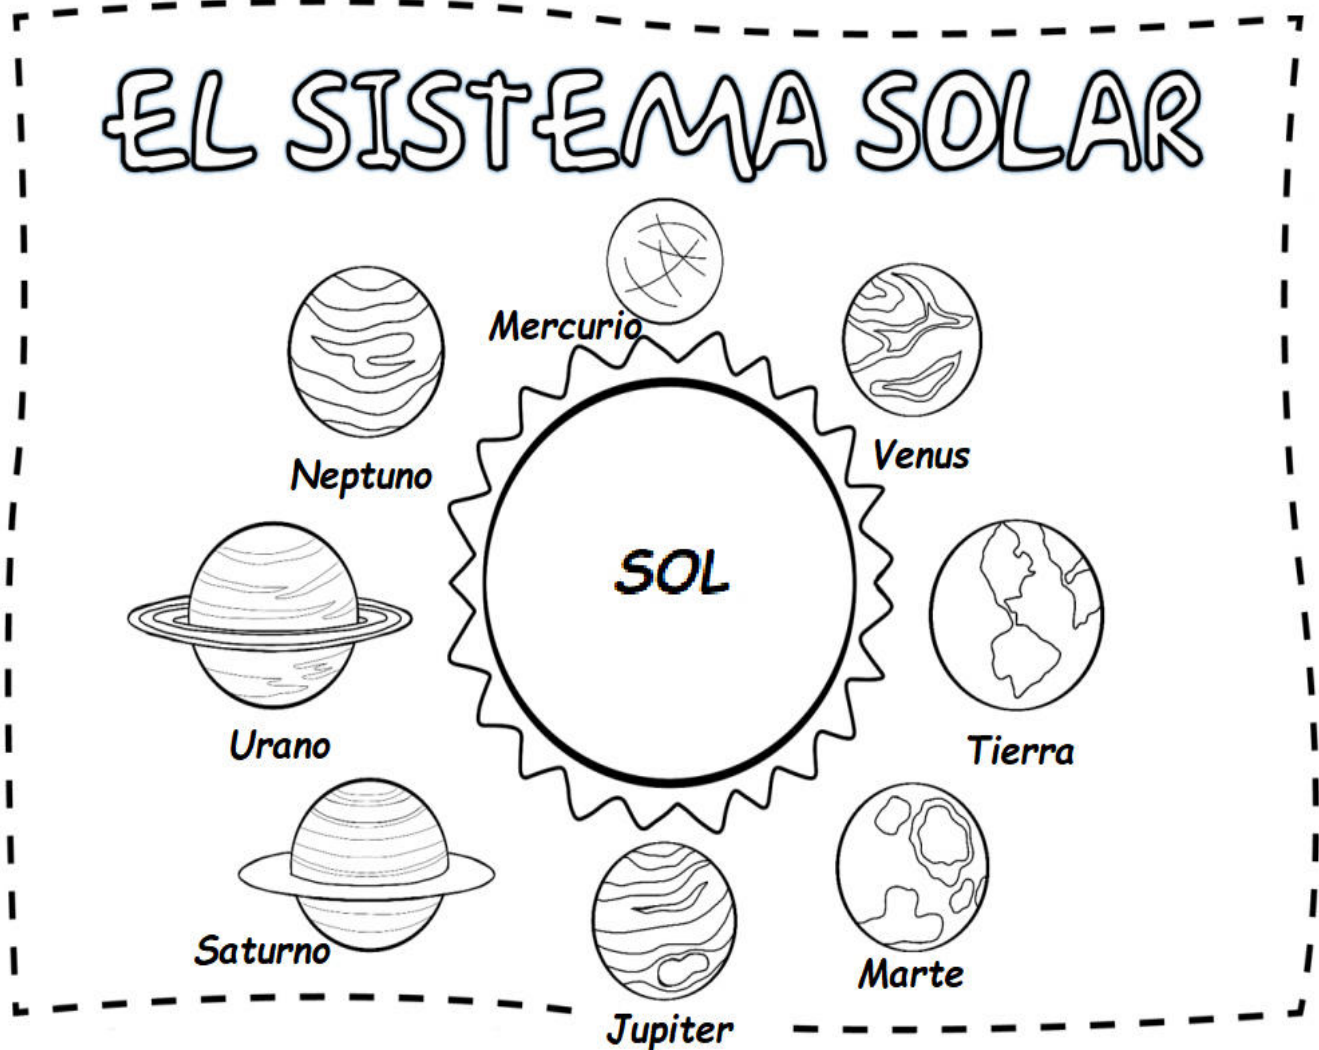 EL SISTEMA SOLAR
Mercurio
Venus
Neptuno
SOL
Tierra
Urano
Marte
Saturno
Jupiter